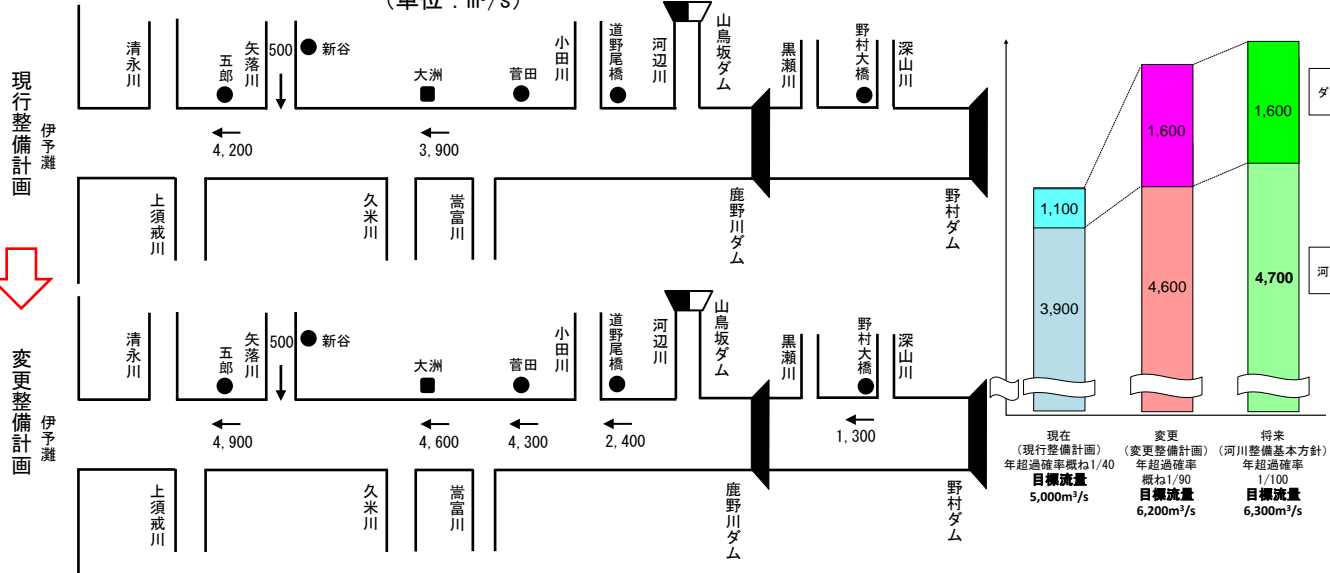 (単位：m³/s)
現行整備計画
伊予灘
清永川
五郎
矢落川
500
新谷
大洲
菅田
小田川
道野尾橋
河辺川
山鳥坂ダム
黒瀬川
野村大橋
深山川
4,200
3,900
上須戒川
久米川
嵩富川
鹿野川ダム
野村ダム
変更整備計画
伊予灘
清永川
五郎
矢落川
500
新谷
大洲
菅田
小田川
道野尾橋
河辺川
山鳥坂ダム
黒瀬川
野村大橋
深山川
4,900
4,600
4,300
2,400
1,300
上須戒川
久米川
嵩富川
鹿野川ダム
野村ダム
1,100
3,900
1,600
4,600
1,600
4,700
ダ
河
現在
(現行整備計画)
年超過確率概ね1/40
目標流量
5,000m³/s
変更
(変更整備計画)
年超過確率
概ね1/90
目標流量
6,200m³/s
将来
(河川整備基本方針)
年超過確率
1/100
目標流量
6,300m³/s